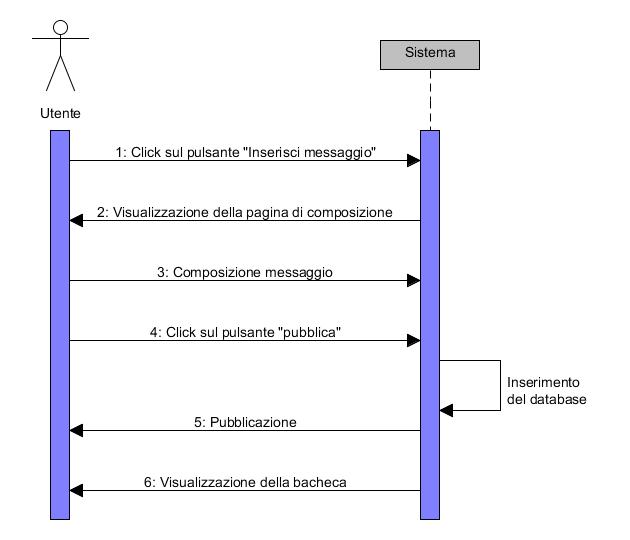 Sistema
Utente
1: Click sul pulsante "Inserisci messaggio"
2: Visualizzazione della pagina di composizione
3: Composizione messaggio
4: Click sul pulsante "pubblica"
Inserimento
del database
5: Pubblicazione
6: Visualizzazione della bacheca